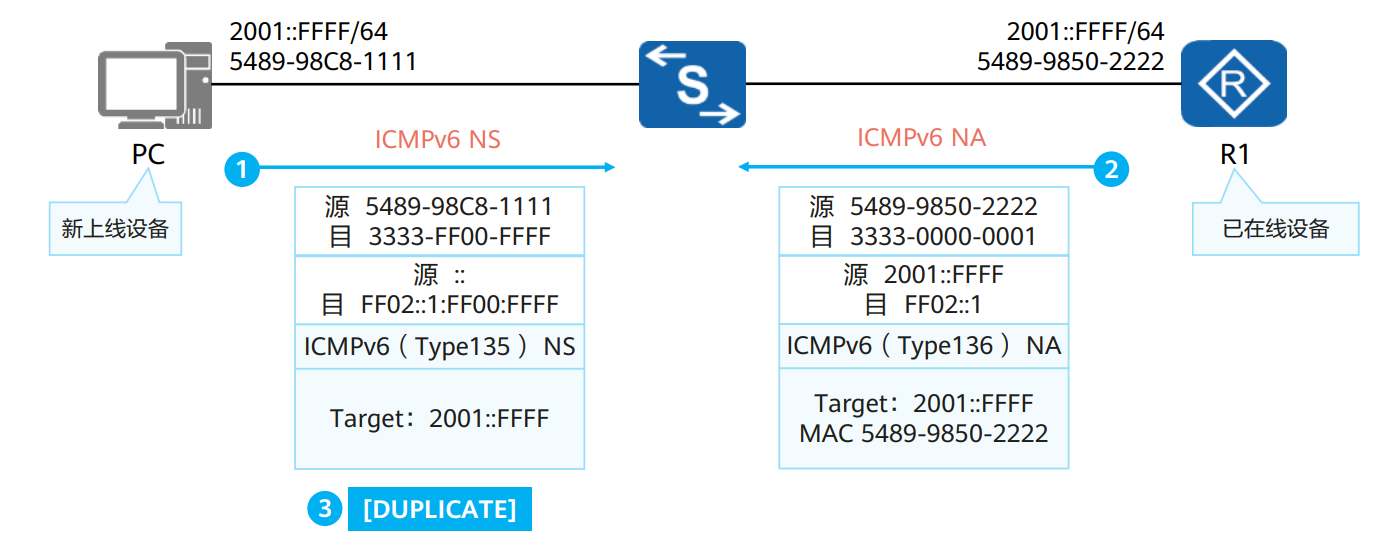 2001::FFFF/64
5489-98C8-1111
2001::FFFF/64
5489-9850-2222
S
R
PC
R1
新上线设备
已在线设备
ICMPv6 NS
1
源 5489-98C8-1111
目 3333-FF00-FFFF
源 ::
目 FF02::1:FF00:FFFF
ICMPv6（Type135）NS
Target：2001::FFFF
ICMPv6 NA
2
源 5489-9850-2222
目 3333-0000-0001
源 2001::FFFF
目 FF02::1
ICMPv6（Type136）NA
Target：2001::FFFF
MAC 5489-9850-2222
3 [DUPLICATE]